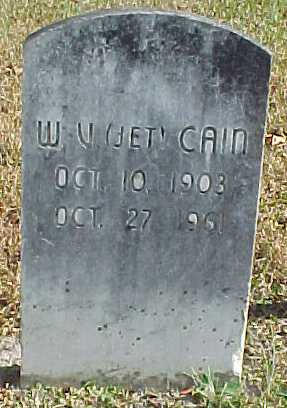 W. V. (JET) CAIN
OCT. 10, 1903
OCT. 27 1961